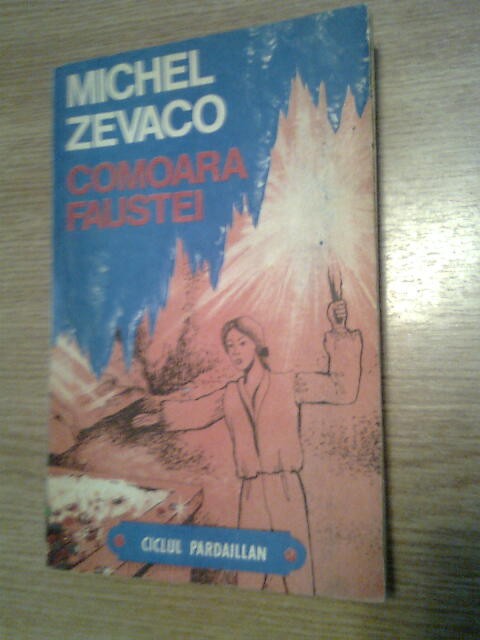 MICHEL
ZEVACO
COMOARA
FAUSTEI
CICLUL PARDAILLAN